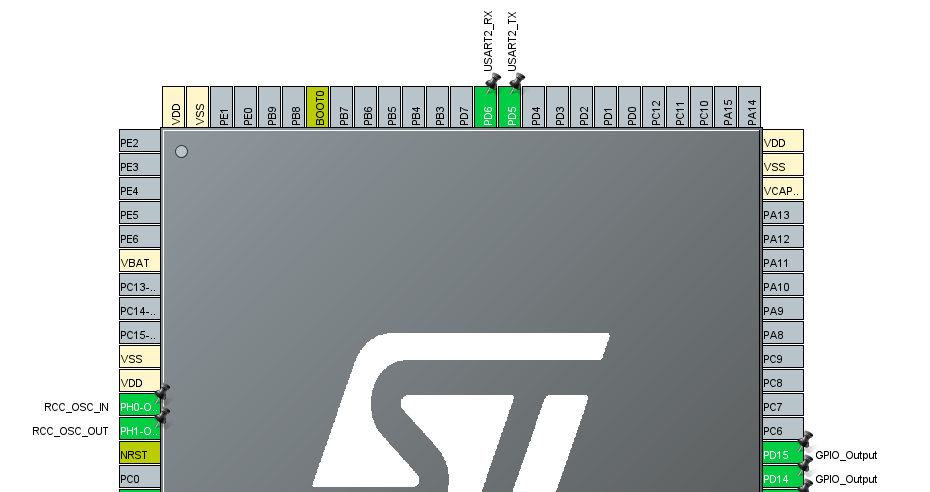 USART2_RX
USART2_TX
VDD
VSS
PE1
PE0
PB9
PB8
BOOT0
PB7
PB6
PB5
PB4
PB3
PD7
PD6
PD5
PD4
PD3
PD2
PD1
PD0
PC12
PC11
PC10
PA15
PA14
PE2
PE3
PE4
PE5
PE6
VBAT
PC13-..
PC14-..
PC15-..
VSS
VDD
RCC_OSC_IN PH0-O..
RCC_OSC_OUT PH1-O..
NRST
PC0
VDD
VSS
VCAP..
PA13
PA12
PA11
PA10
PA9
PA8
PC9
PC8
PC7
PC6
PD15 GPIO_Output
PD14 GPIO_Output
ST